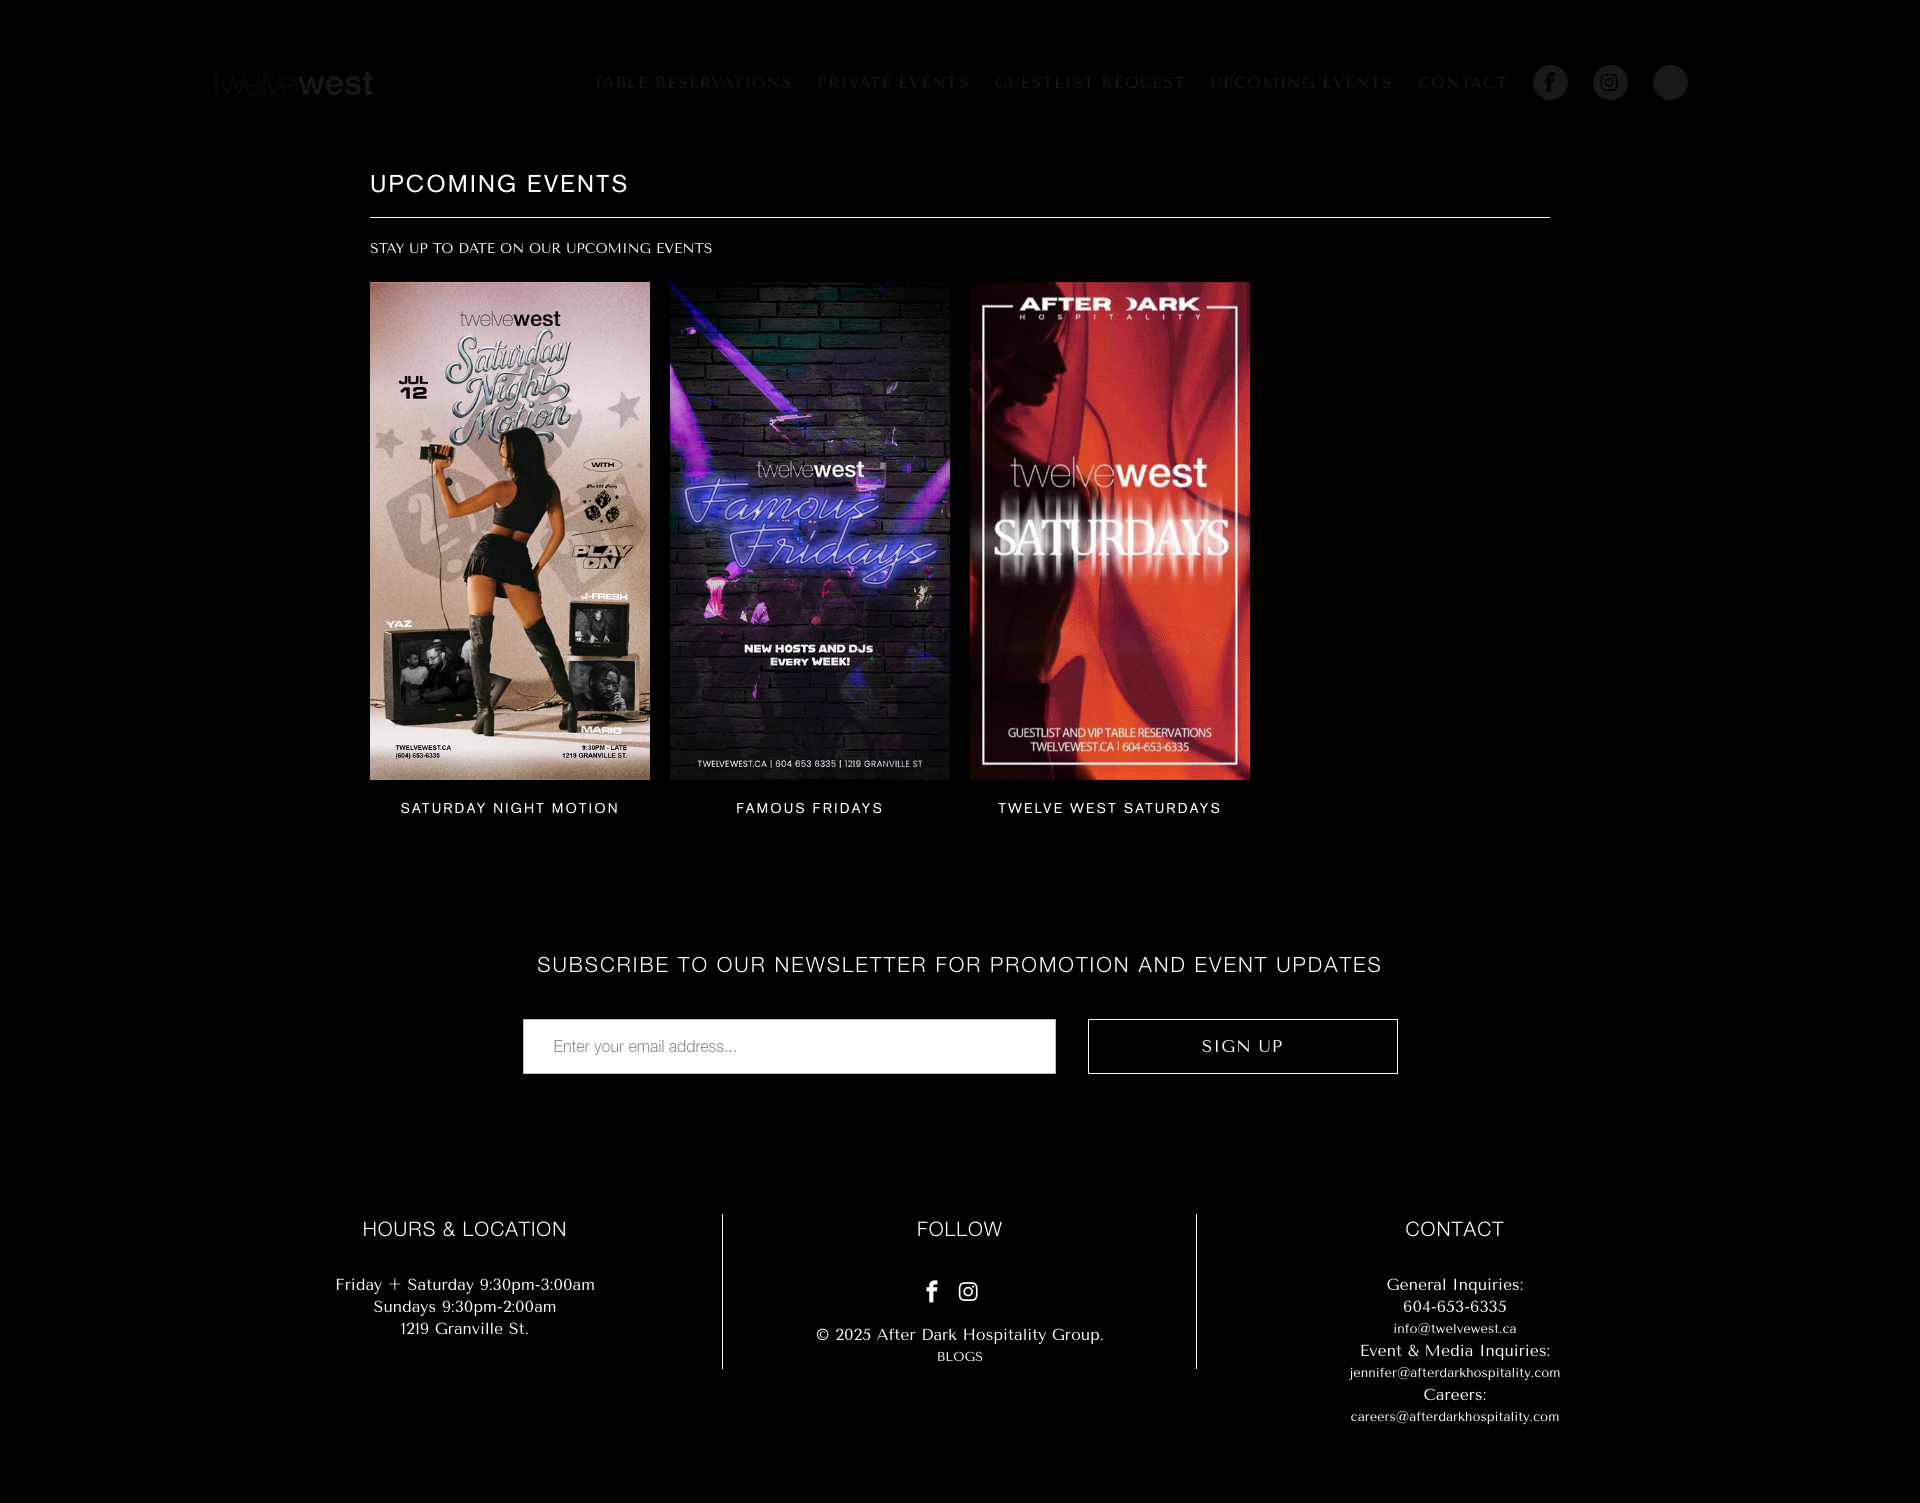 twelvewest
TABLE RESERVATIONS PRIVATE EVENTS GUESTLIST REQUEST UPCOMING EVENTS CONTACT
UPCOMING EVENTS
STAY UP TO DATE ON OUR UPCOMING EVENTS
twelvewest
Saturday
Night
Motion
JUL
12
WITH
PLAY
ON
J-FRESH
YAZ
MARIO
TWELVEWEST.CA
(604) 653-6335
9:30PM - LATE
1219 GRANVILLE ST.
twelvewest
Famous
Fridays
NEW HOSTS AND DJs
EVERY WEEK!
TWELVEWEST.CA | 604 653 6335 | 1219 GRANVILLE ST
AFTER DARK
HOSPITALITY
twelvewest
SATURDAYS
GUESTLIST AND VIP TABLE RESERVATIONS
TWELVEWEST.CA | 604-653-6335
SATURDAY NIGHT MOTION
FAMOUS FRIDAYS
TWELVE WEST SATURDAYS
SUBSCRIBE TO OUR NEWSLETTER FOR PROMOTION AND EVENT UPDATES
Enter your email address...
SIGN UP
HOURS & LOCATION
Friday + Saturday 9:30pm-3:00am
Sundays 9:30pm-2:00am
1219 Granville St.
FOLLOW
© 2025 After Dark Hospitality Group.
BLOGS
CONTACT
General Inquiries:
604-653-6335
info@twelvewest.ca
Event & Media Inquiries:
jennifer@afterdarkhospitality.com
Careers:
careers@afterdarkhospitality.com